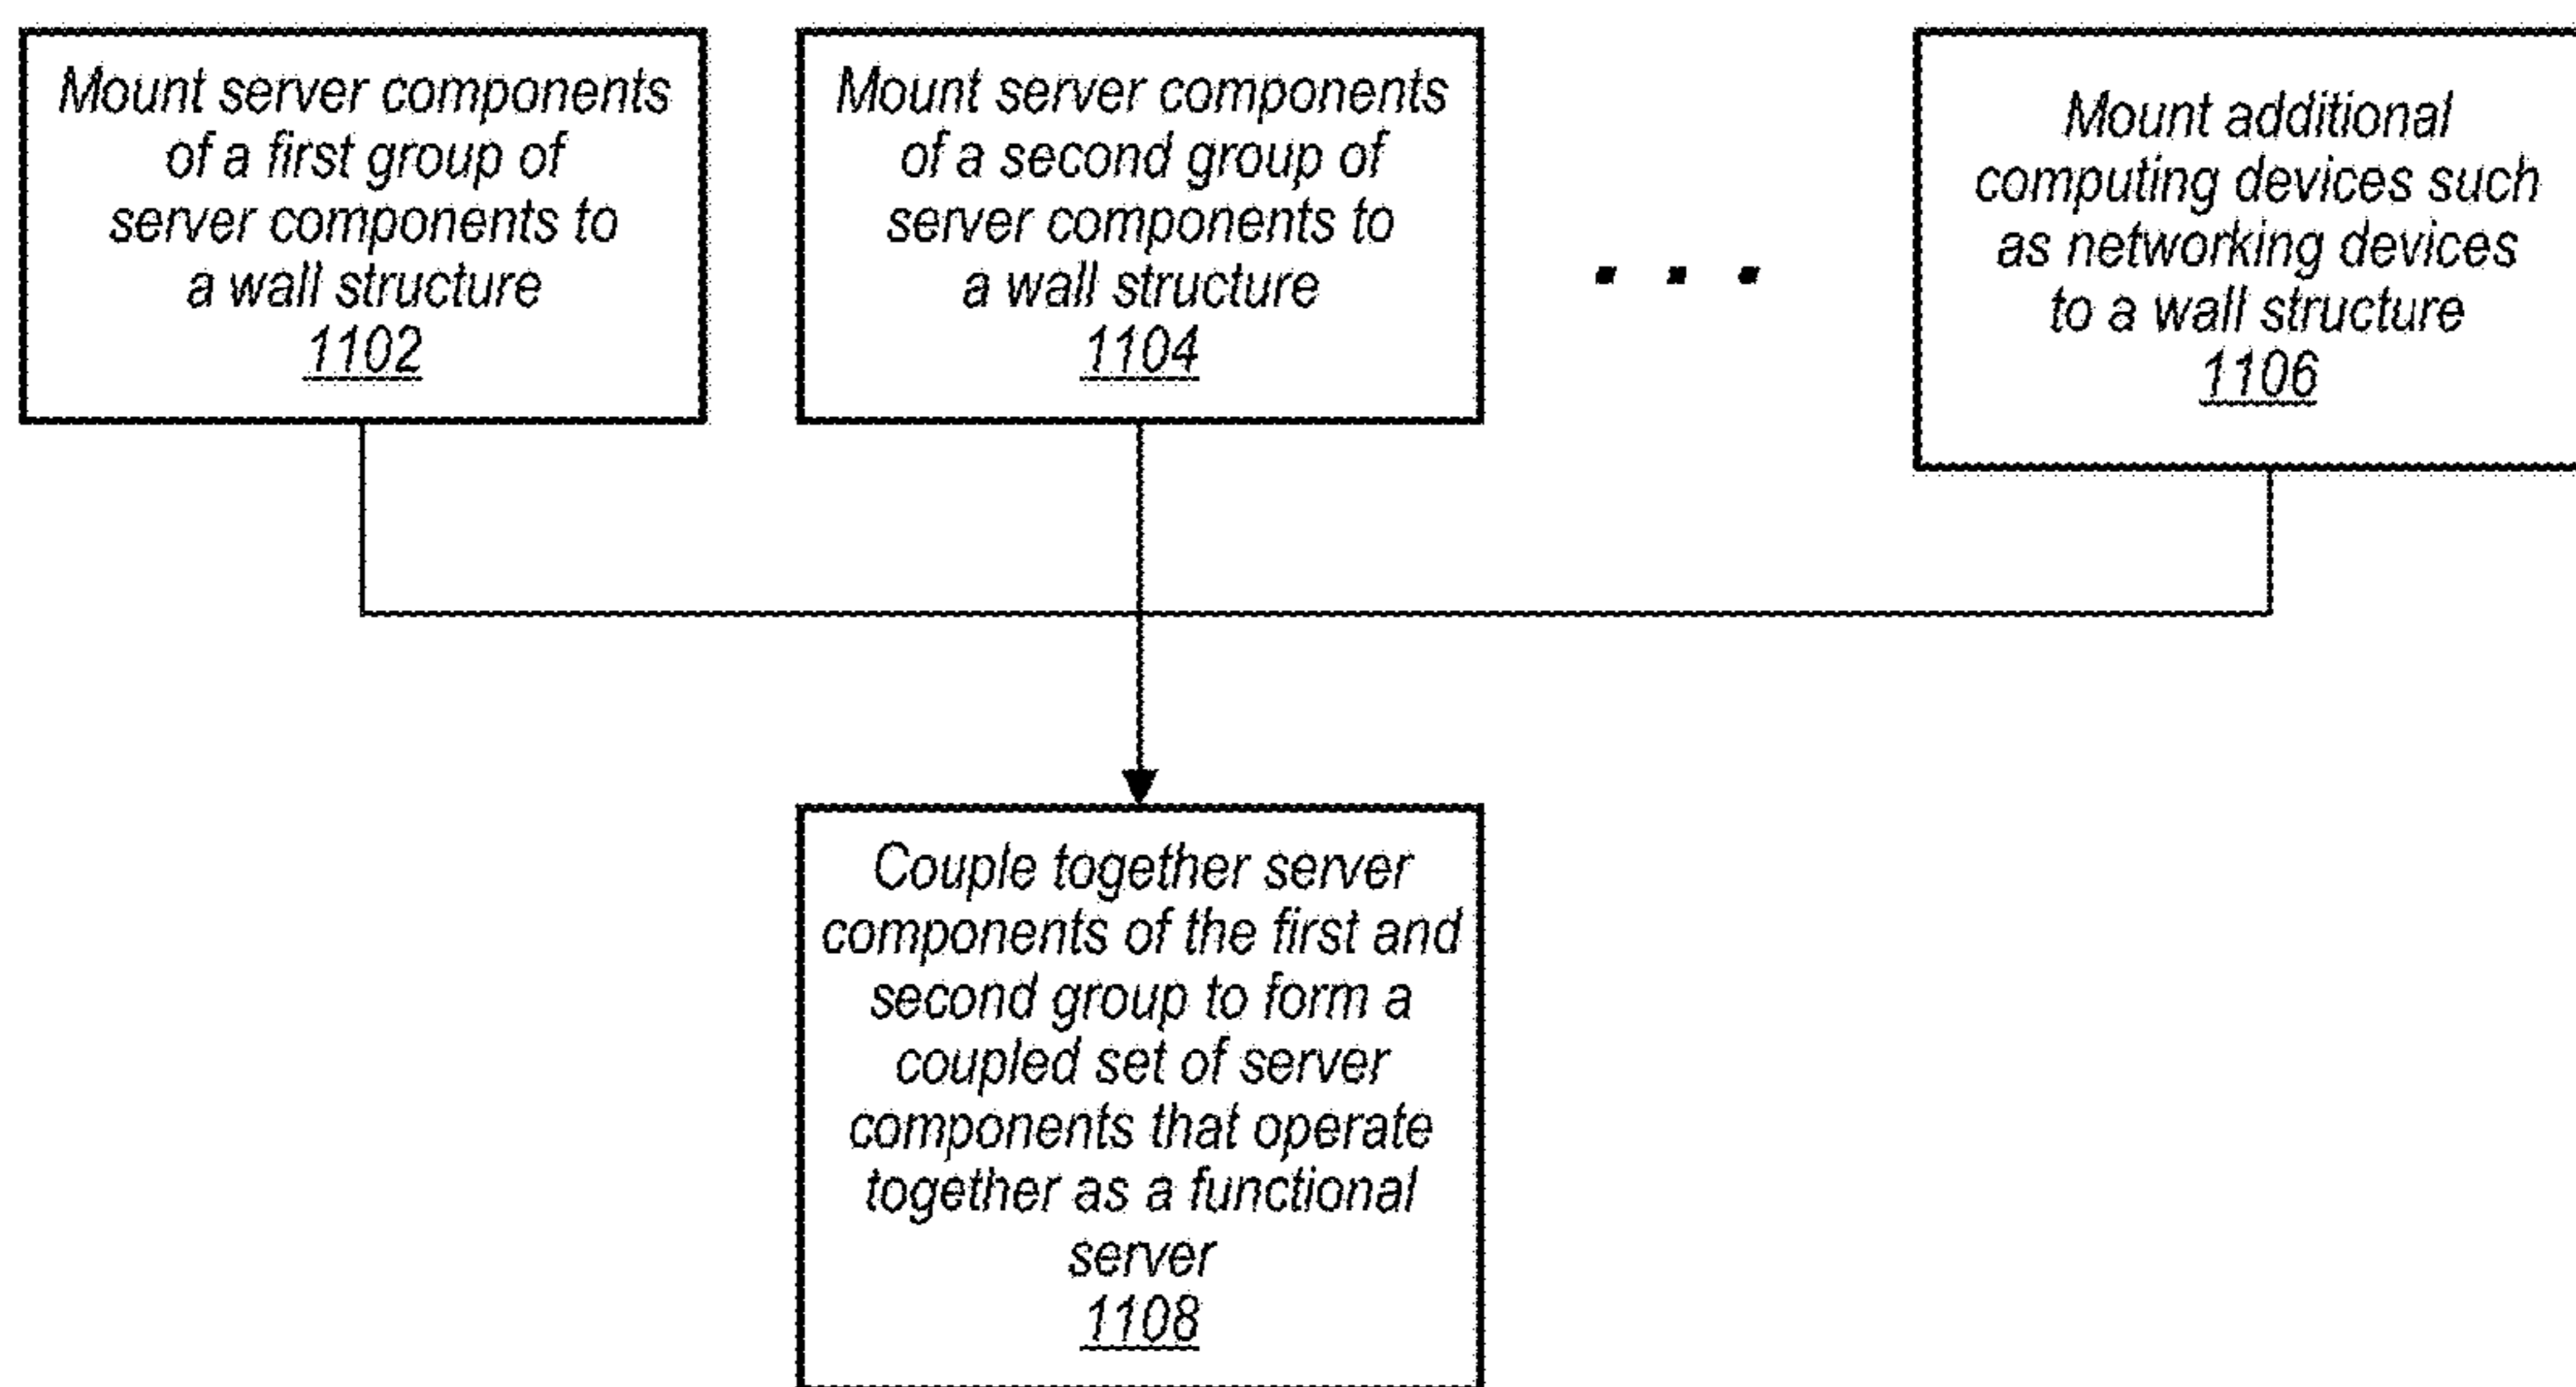 Mount server components
of a first group of
server components to
a wall structure
1102
Mount server components
of a second group of
server components to
a wall structure
1104
. . .
Mount additional
computing devices such
as networking devices
to a wall structure
1106
Couple together server
components of the first and
second group to form a
coupled set of server
components that operate
together as a functional
server
1108